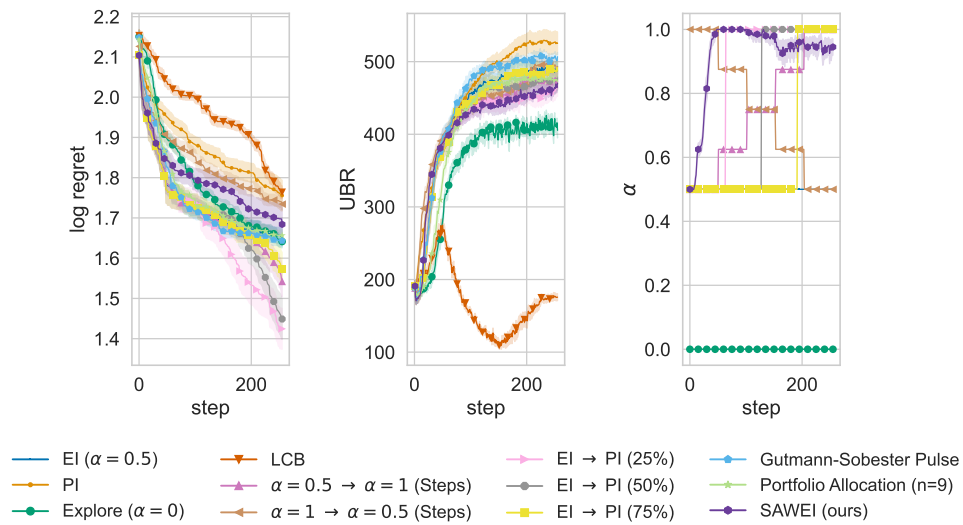 2.2
2.1
2.0
1.9
1.8
1.7
1.6
1.5
1.4
log regret
0
200
step
500
400
300
200
100
UBR
0
200
step
1.0
0.8
0.6
0.4
0.2
0.0
α
0
200
step
EI (α = 0.5)
PI
Explore (α = 0)
LCB
α = 0.5 → α = 1 (Steps)
α = 1 → α = 0.5 (Steps)
EI → PI (25%)
EI → PI (50%)
EI → PI (75%)
Gutmann-Sobester Pulse
Portfolio Allocation (n=9)
SAWEI (ours)